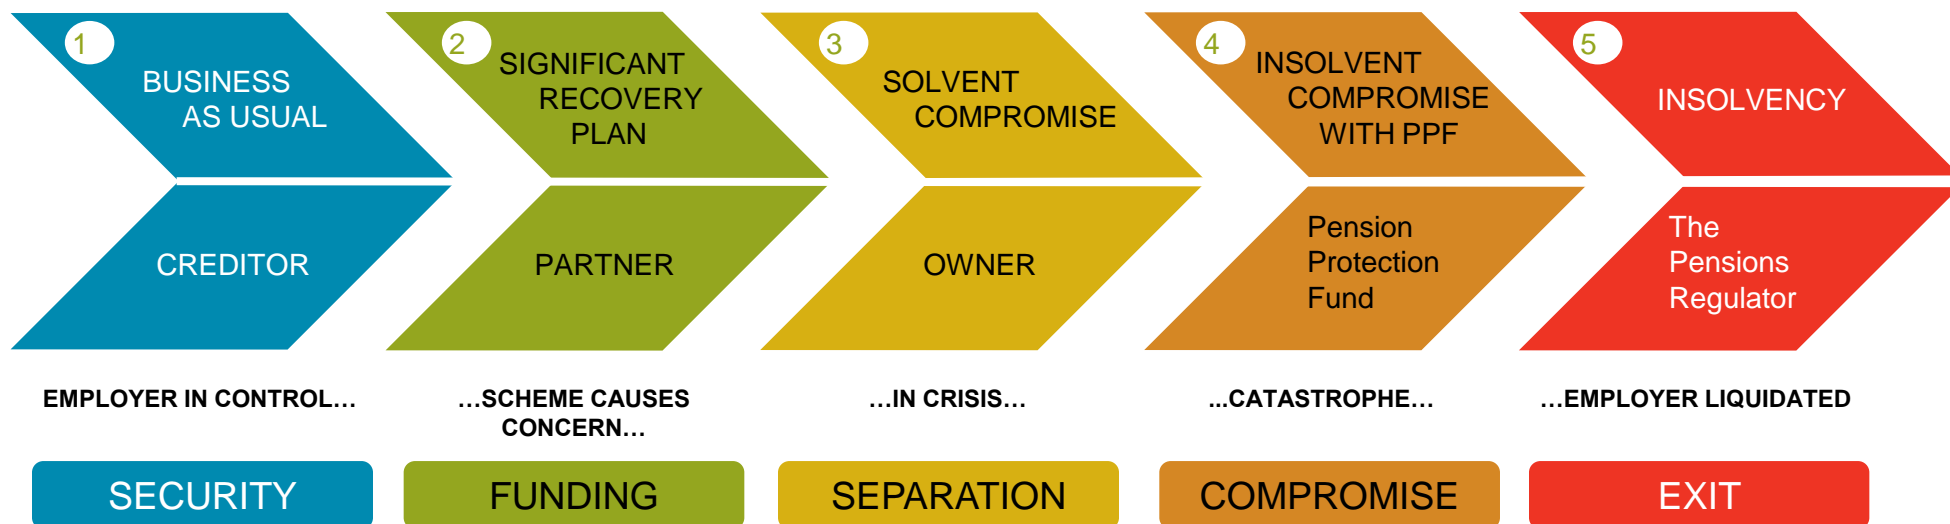 1
BUSINESS
AS USUAL
CREDITOR
EMPLOYER IN CONTROL…
SECURITY
2
SIGNIFICANT
RECOVERY
PLAN
PARTNER
…SCHEME CAUSES
CONCERN…
FUNDING
3
SOLVENT
COMPROMISE
OWNER
…IN CRISIS…
SEPARATION
4
INSOLVENT
COMPROMISE
WITH PPF
Pension
Protection
Fund
...CATASTROPHE…
COMPROMISE
5
INSOLVENCY
The
Pensions
Regulator
…EMPLOYER LIQUIDATED
EXIT